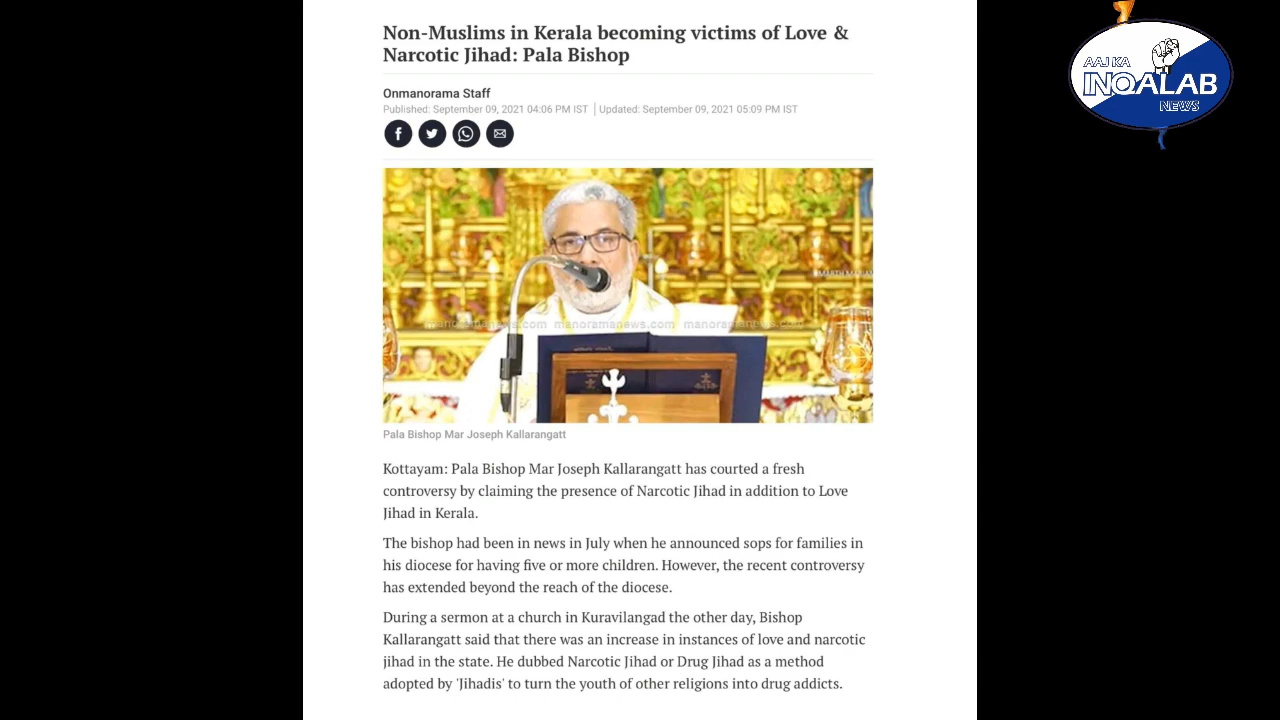 Non-Muslims in Kerala becoming victims of Love &
Narcotic Jihad: Pala Bishop
Onmanorama Staff
Published: September 09, 2021 04:06 PM IST | Updated: September 09, 2021 05:09 PM IST
AAJ KA
INQALAB
NEWS
manoramanews.com manoramanews.com manoramanews.com
Pala Bishop Mar Joseph Kallarangatt
Kottayam: Pala Bishop Mar Joseph Kallarangatt has courted a fresh
controversy by claiming the presence of Narcotic Jihad in addition to Love
Jihad in Kerala.
The bishop had been in news in July when he announced sops for families in
his diocese for having five or more children. However, the recent controversy
has extended beyond the reach of the diocese.
During a sermon at a church in Kuravilangad the other day, Bishop
Kallarangatt said that there was an increase in instances of love and narcotic
jihad in the state. He dubbed Narcotic Jihad or Drug Jihad as a method
adopted by 'Jihadis' to turn the youth of other religions into drug addicts.